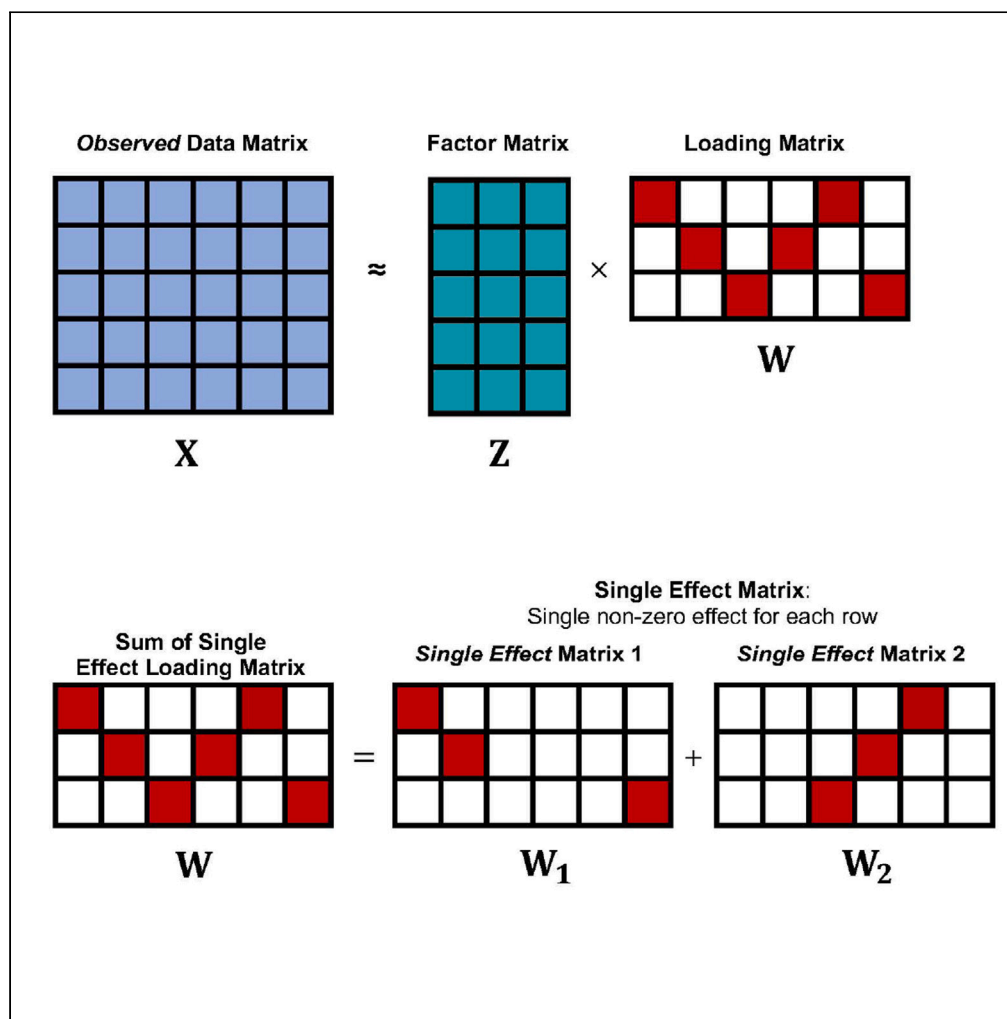 Observed Data Matrix
Factor Matrix
Loading Matrix
≈
×
W
X
Z
Single Effect Matrix:
Single non-zero effect for each row
Sum of Single
Effect Loading Matrix
Single Effect Matrix 1
Single Effect Matrix 2
=
+
W
W₁
W₂